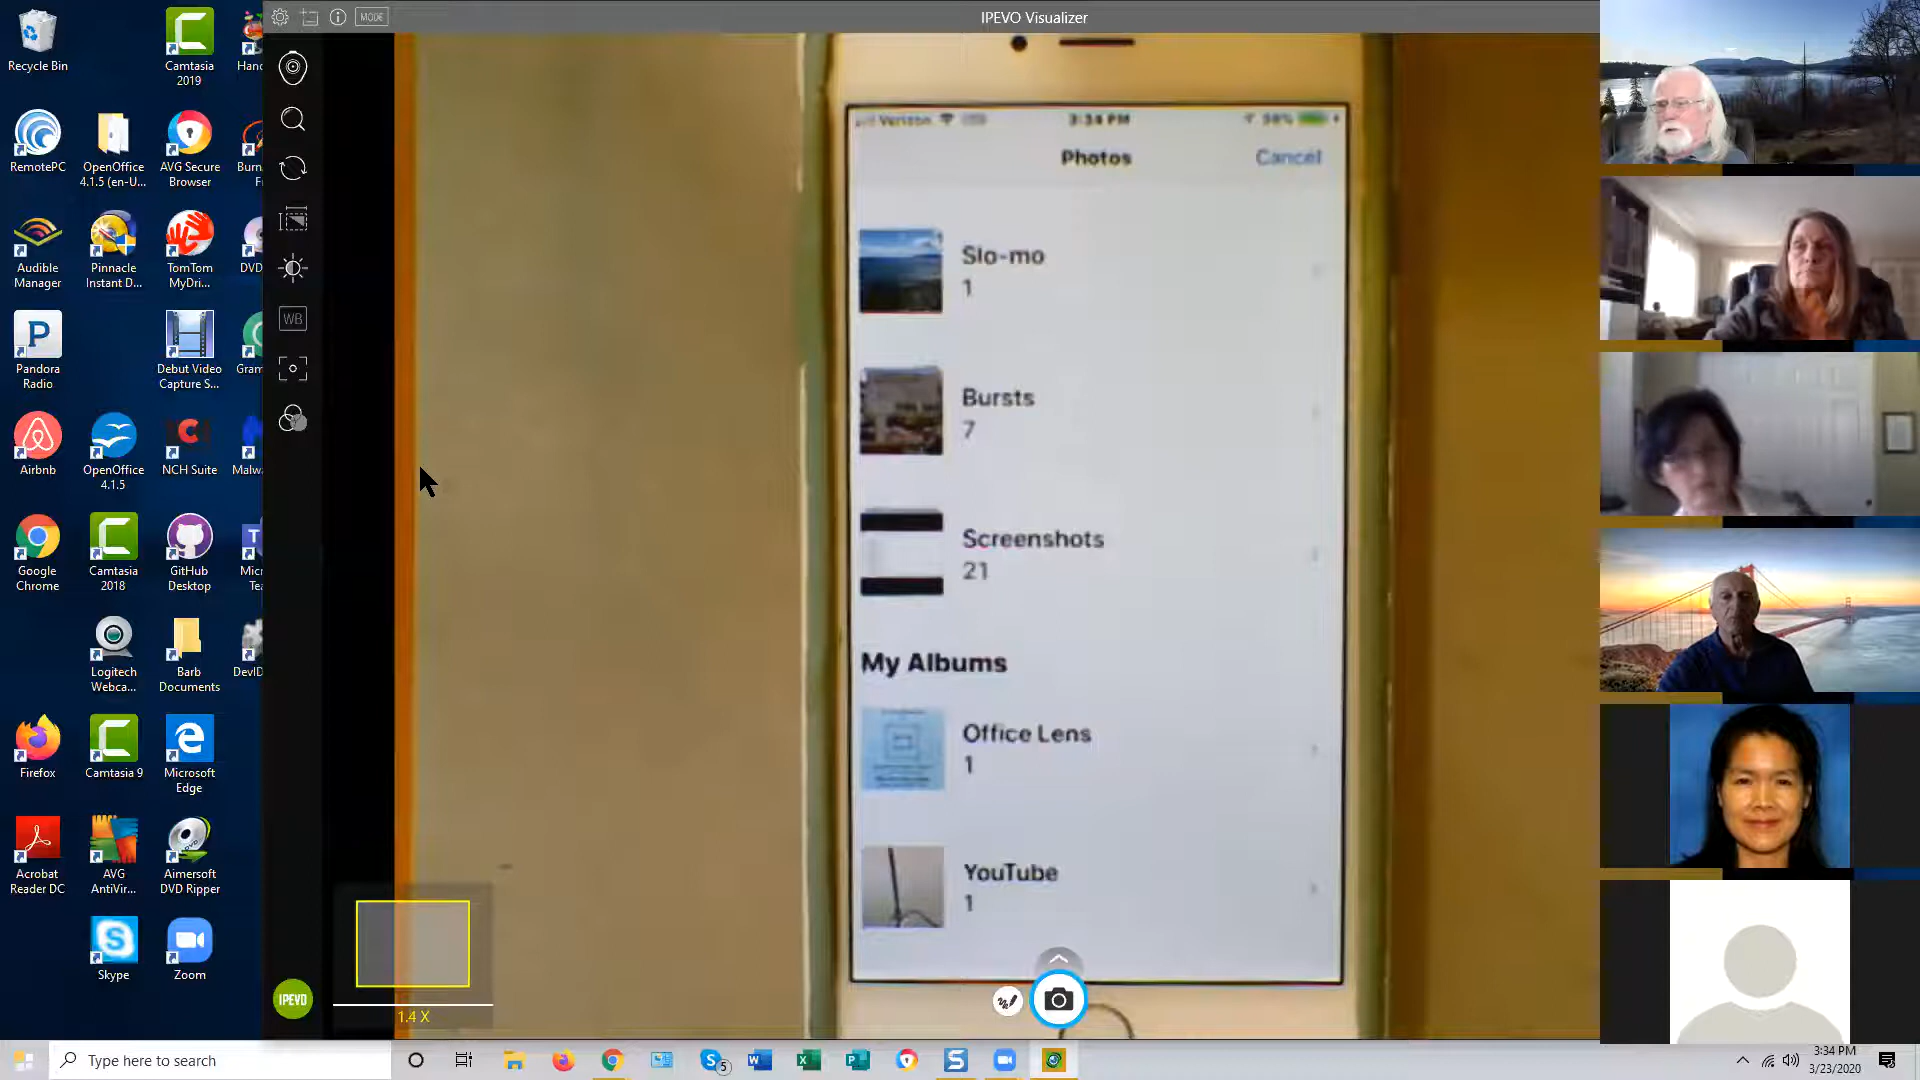 IPEVO Visualizer
MODE
WB
Recycle Bin
Camtasia
2019
RemotePC
OpenOffice
4.1.5 (en-U...
AVG Secure
Browser
Audible
Manager
Pinnacle
Instant D...
TomTom
MyDri...
Pandora
Radio
Debut Video
Capture S...
Airbnb
OpenOffice
4.1.5
NCH Suite
Google
Chrome
Camtasia
2018
GitHub
Desktop
Logitech
Webca...
Barb
Documents
Firefox
Camtasia 9
Microsoft
Edge
Acrobat
Reader DC
AVG
AntiVir...
Aimersoft
DVD Ripper
Skype
Zoom
Verizon
3:34 PM
Photos
Cancel
Slo-mo
1
Bursts
7
Screenshots
21
My Albums
Office Lens
1
YouTube
1
IPEVO
1.4 X
Type here to search
5
3:34 PM
3/23/2020